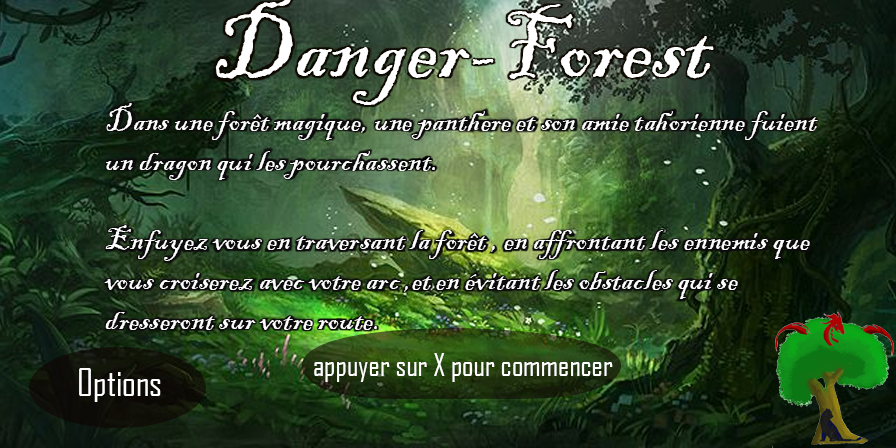 Danger-Forest
Dans une forêt magique, une panthere et son amie tahorienne fuient
un dragon qui les pourchassent.
Enfuyez vous en traversant la forêt , en affrontant les ennemis que
vous croiserez avec votre arc ,et en évitant les obstacles qui se
dresseront sur votre route.
appuyer sur X pour commencer
Options